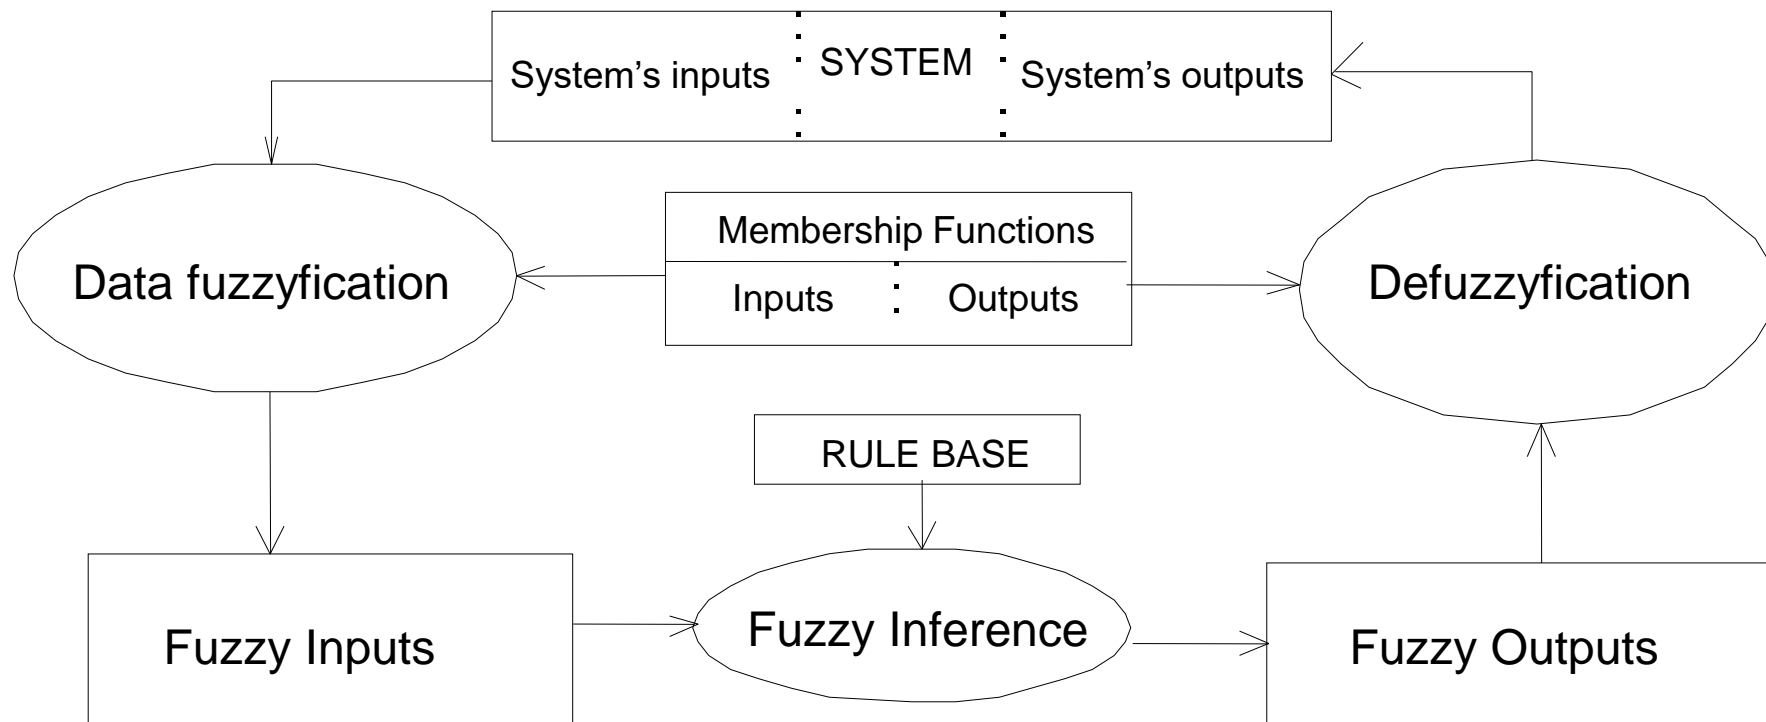 System’s inputs
SYSTEM
System’s outputs
Membership Functions
Inputs
Outputs
Data fuzzyfication
Defuzzyfication
RULE BASE
Fuzzy Inputs
Fuzzy Inference
Fuzzy Outputs